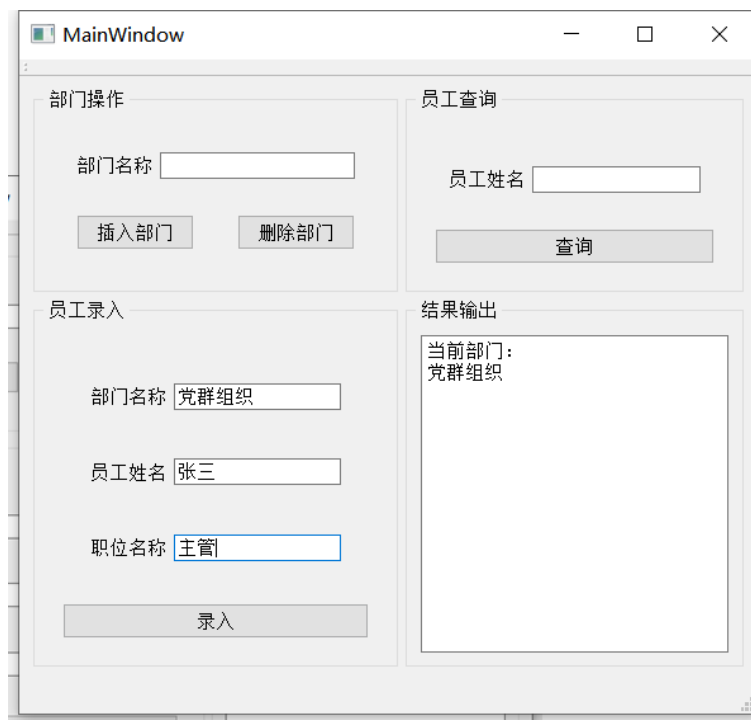 MainWindow
部门操作
部门名称
插入部门
删除部门
员工查询
员工姓名
查询
员工录入
部门名称 党群组织
员工姓名 张三
职位名称 主管
录入
结果输出
当前部门：
党群组织